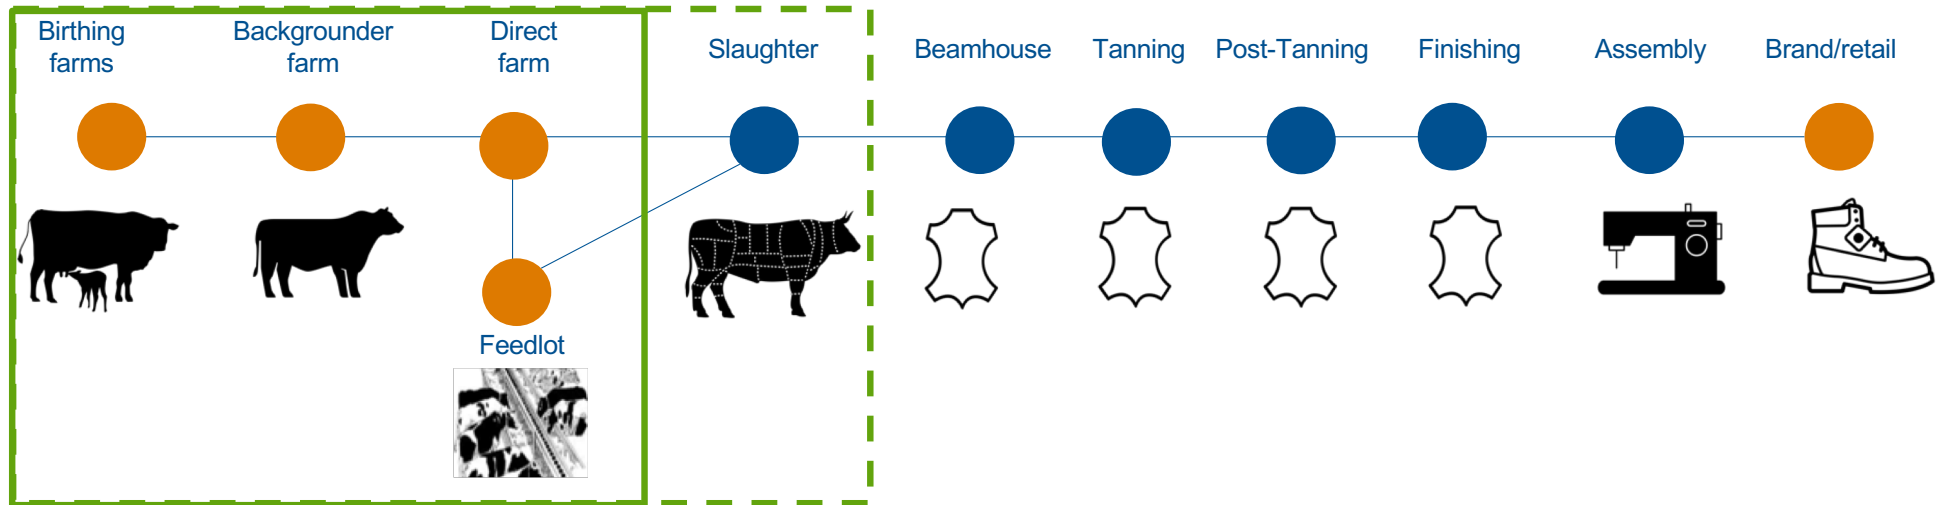 Birthing
farms
Backgrounder
farm
Direct
farm
Slaughter
Beamhouse
Tanning
Post-Tanning
Finishing
Assembly
Brand/retail
Feedlot